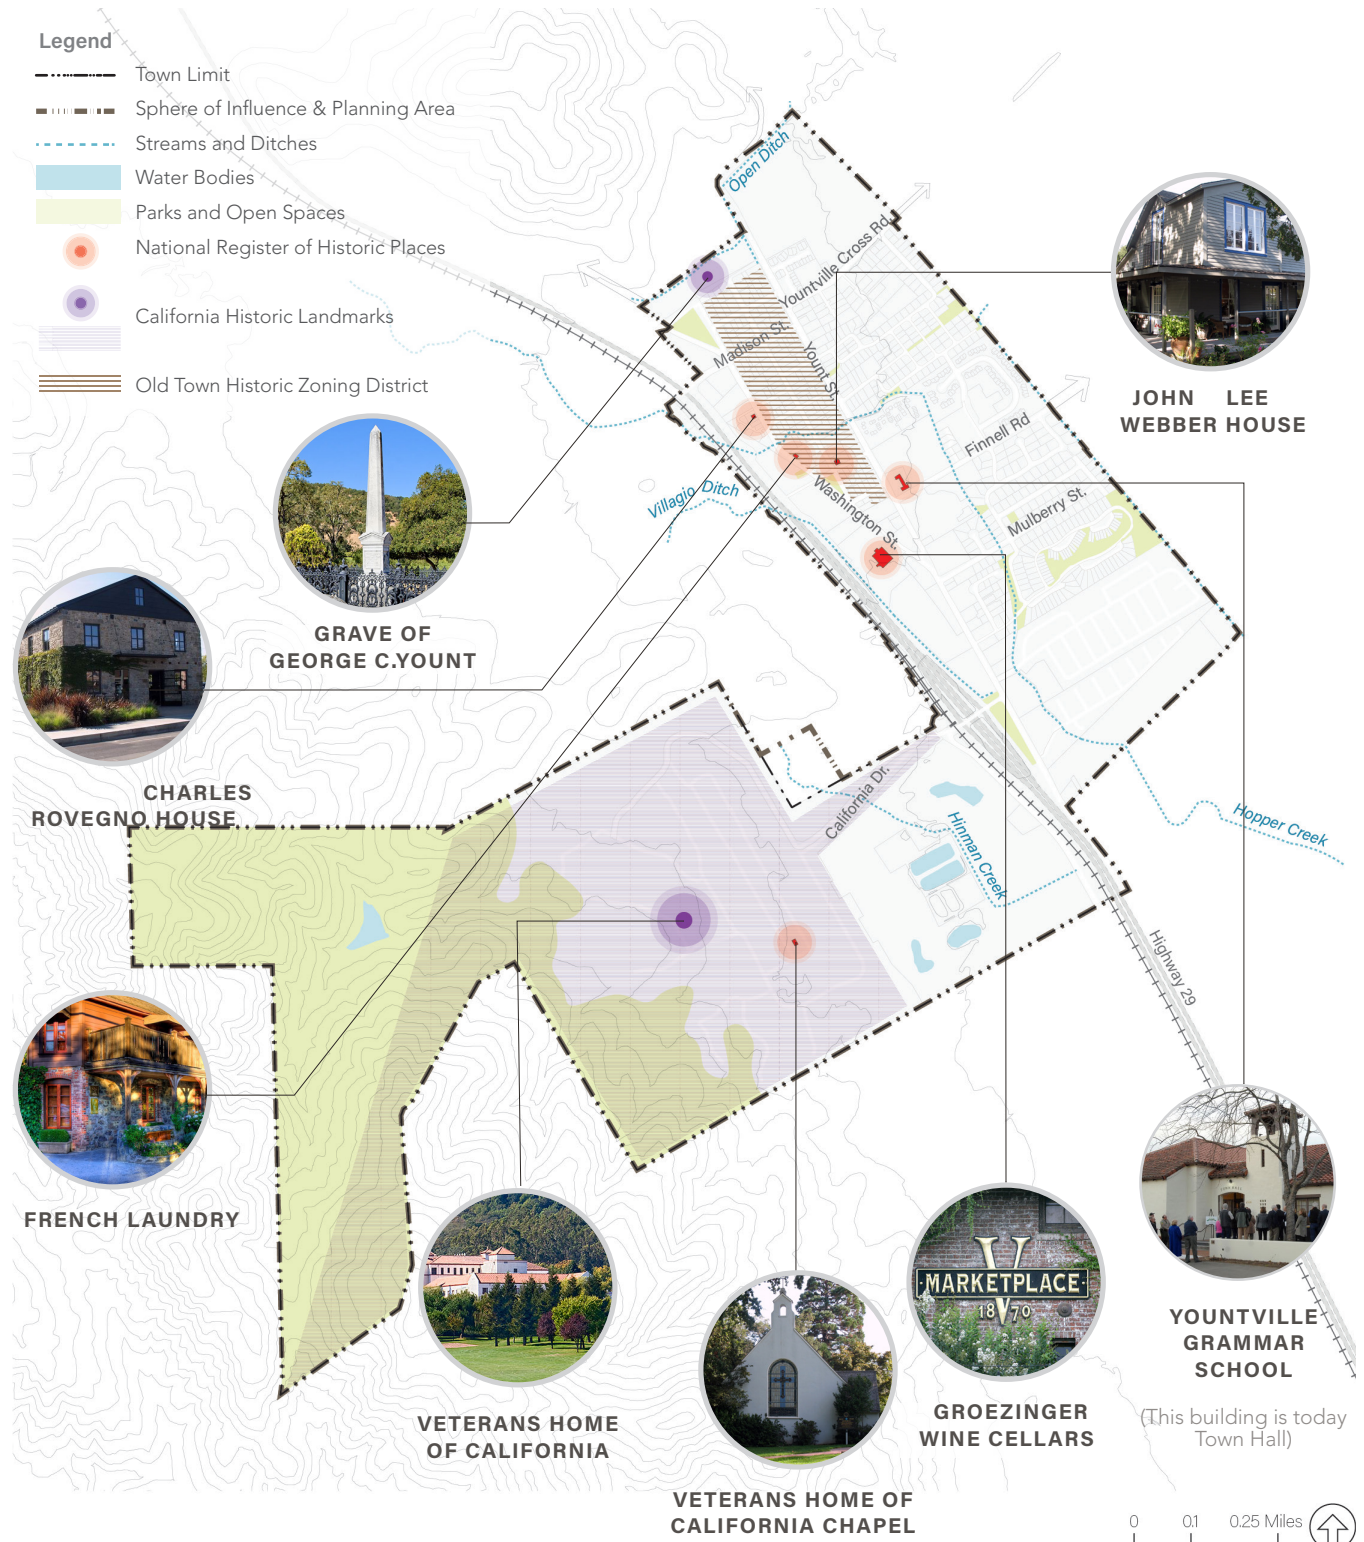 Legend
Town Limit
Sphere of Influence & Planning Area
Streams and Ditches
Water Bodies
Parks and Open Spaces
National Register of Historic Places
California Historic Landmarks
Old Town Historic Zoning District
Open Ditch
Yountville Cross Rd.
Madison St.
Yount St.
Finnell Rd
Mulberry St.
Washington St.
Villagio Ditch
California Dr.
Hinman Creek
Hopper Creek
Highway 29
JOHN LEE
WEBBER HOUSE
GRAVE OF
GEORGE C.YOUNT
CHARLES
ROVEGNO HOUSE
FRENCH LAUNDRY
VETERANS HOME
OF CALIFORNIA
VETERANS HOME OF
CALIFORNIA CHAPEL
V
MARKETPLACE
18 70
GROEZINGER
WINE CELLARS
YOUNTVILLE
GRAMMAR
SCHOOL
(This building is today
Town Hall)
0 0.1 0.25 Miles